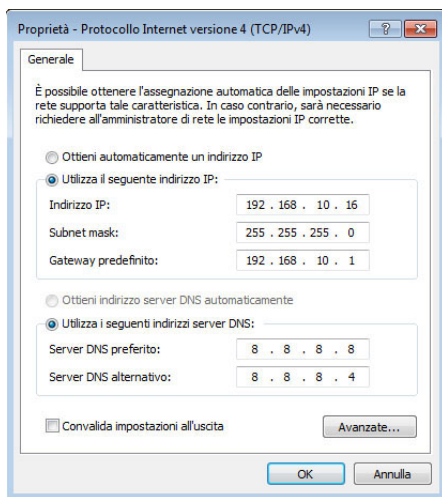 Proprietà - Protocollo Internet versione 4 (TCP/IPv4)
Generale
È possibile ottenere l'assegnazione automatica delle impostazioni IP se la
rete supporta tale caratteristica. In caso contrario, sarà necessario
richiedere all'amministratore di rete le impostazioni IP corrette.
Ottieni automaticamente un indirizzo IP
Utilizza il seguente indirizzo IP:
Indirizzo IP: 192 . 168 . 10 . 16
Subnet mask: 255 . 255 . 255 . 0
Gateway predefinito: 192 . 168 . 10 . 1
Ottieni indirizzo server DNS automaticamente
Utilizza i seguenti indirizzi server DNS:
Server DNS preferito: 8 . 8 . 8 . 8
Server DNS alternativo: 8 . 8 . 8 . 4
Convalida impostazioni all'uscita
Avanzate...
OK Annulla